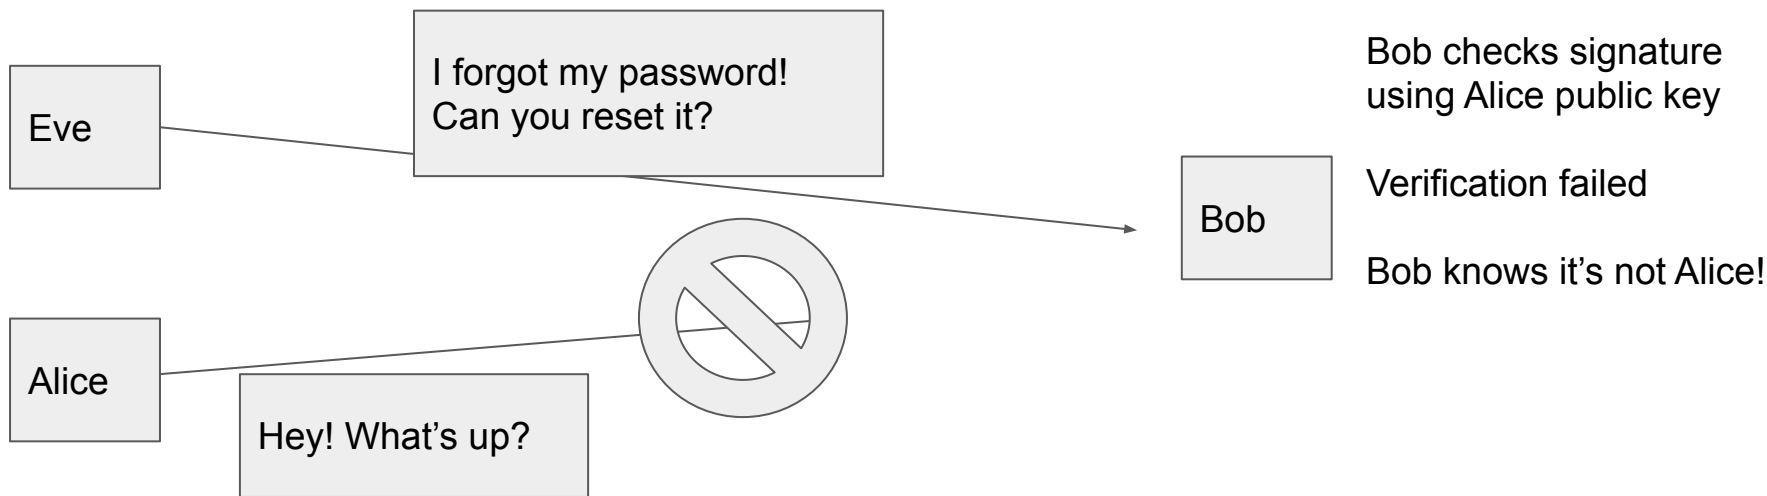 Eve
I forgot my password!
Can you reset it?
Bob checks signature
using Alice public key
Verification failed
Bob knows it’s not Alice!
Bob
Alice
Hey! What’s up?